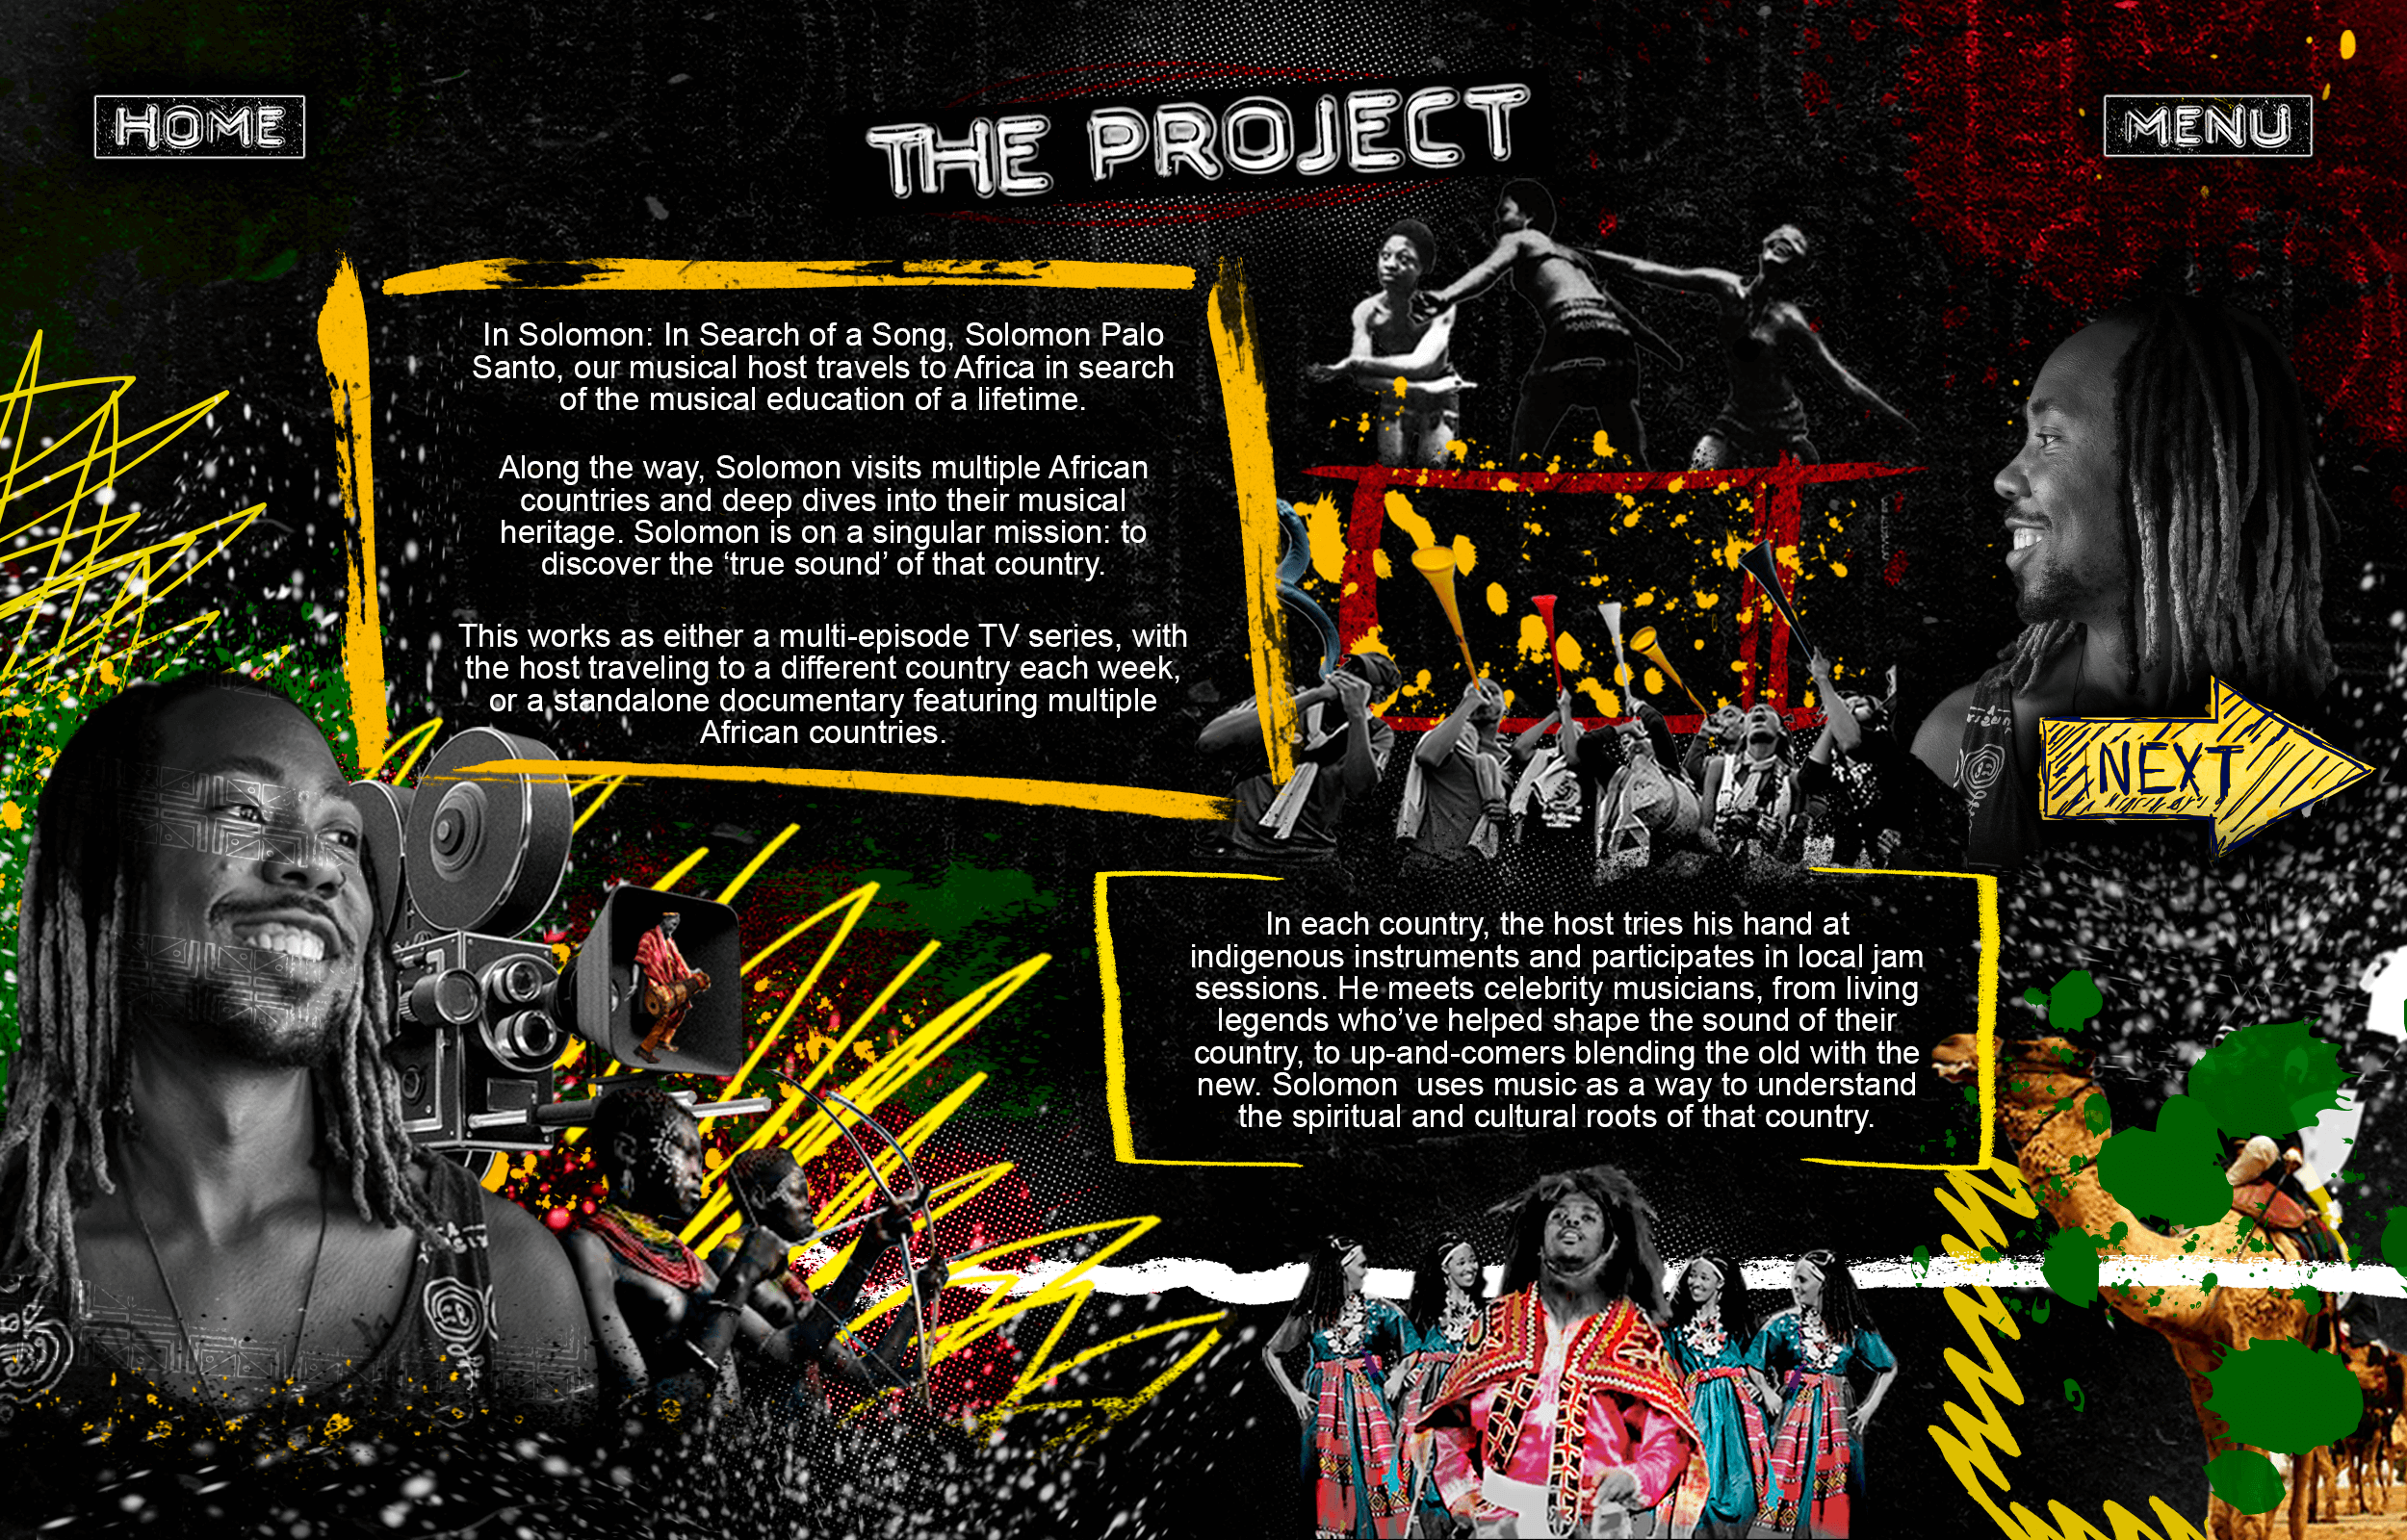 HOME
THE PROJECT
MENU
In Solomon: In Search of a Song, Solomon Palo
Santo, our musical host travels to Africa in search
of the musical education of a lifetime.
Along the way, Solomon visits multiple African
countries and deep dives into their musical
heritage. Solomon is on a singular mission: to
discover the ‘true sound’ of that country.
This works as either a multi-episode TV series, with
the host traveling to a different country each week,
or a standalone documentary featuring multiple
African countries.
NEXT
In each country, the host tries his hand at
indigenous instruments and participates in local jam
sessions. He meets celebrity musicians, from living
legends who’ve helped shape the sound of their
country, to up-and-comers blending the old with the
new. Solomon  uses music as a way to understand
the spiritual and cultural roots of that country.